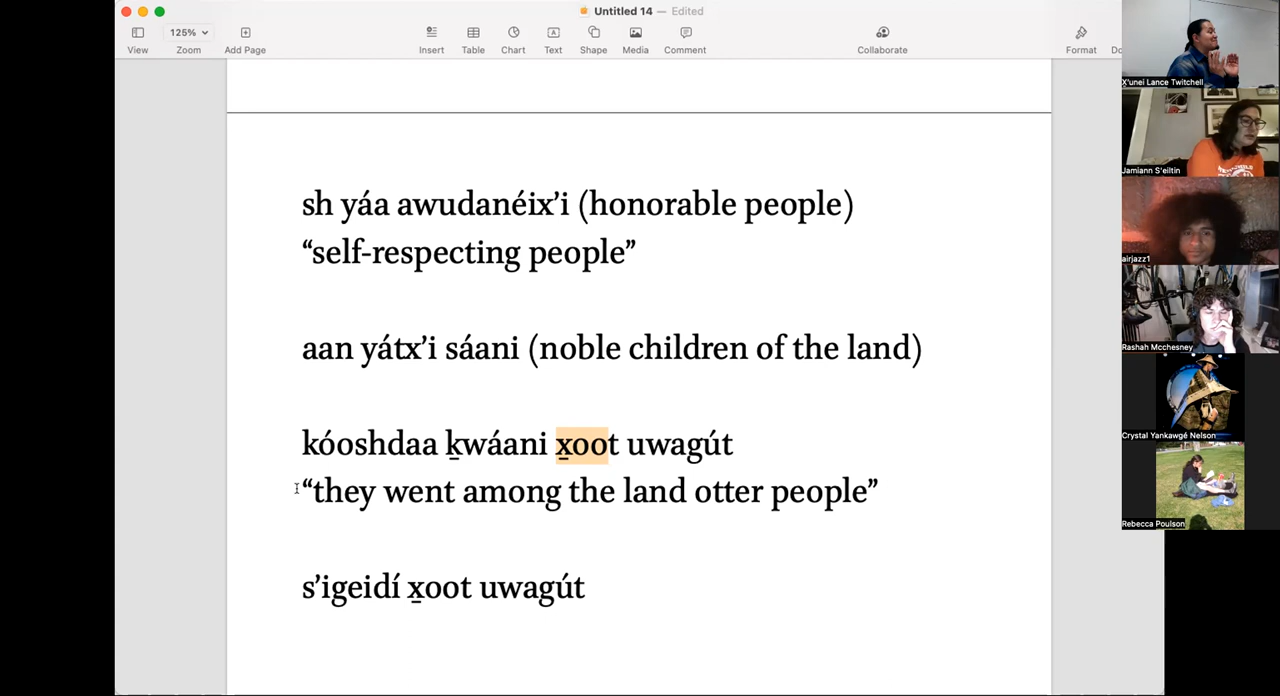 Untitled 14 — Edited
125%
View
Zoom
Add Page
Insert
Table
Chart
Text
Shape
Media
Comment
Collaborate
Format
sh yáa awudanéix’i (honorable people)
“self-respecting people”
aan yátx’i sáani (noble children of the land)
kóoshdaa ḵwáani x̱oot uwagút
“they went among the land otter people”
s’igeidí x̱oot uwagút
X̱'unei Lance Twitchell
Jamiann S'eiltin
airjazz1
Rashah Mcchesney
Crystal Yankawgé Nelson
Rebecca Poulson